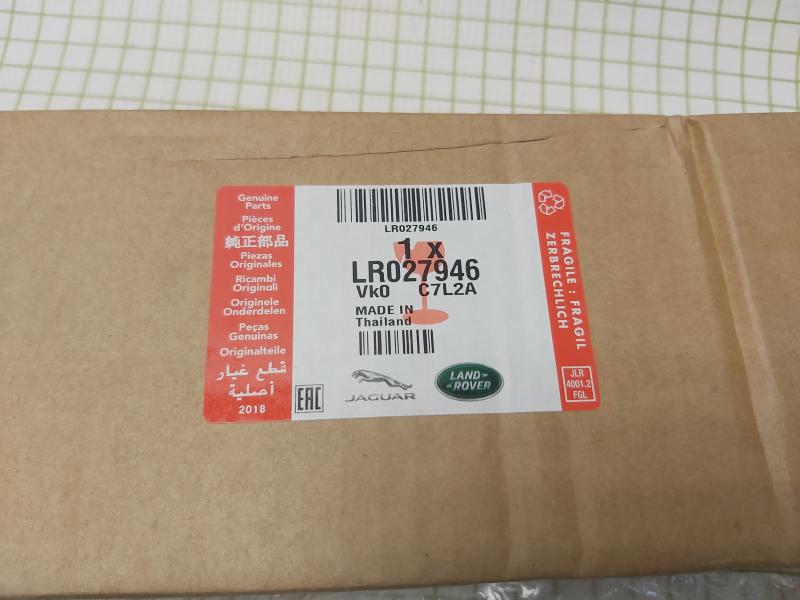 Genuine
Parts
Pièces
d'Origine
純正部品
Piezas
Originales
Ricambi
Originali
Originele
Onderdelen
Peças
Genuinas
Originalteile
قطع غيار
أصلية
2018
LR027946
1 x
LR027946
Vk0 C7L2A
MADE IN
Thailand
EAC
JAGUAR
LAND
ROVER
FRAGILE : FRAGIL
ZERBRECHLICH
JLR
4001.2
FGL